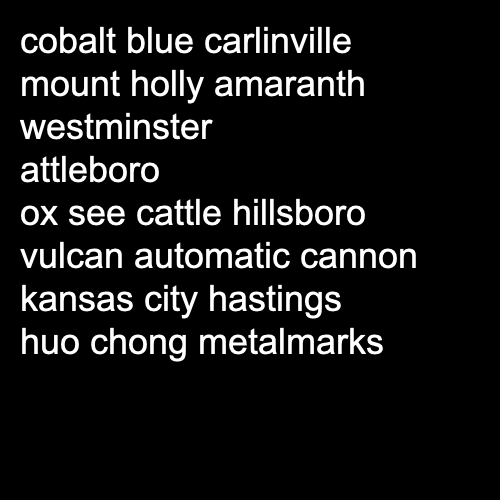 cobalt blue carlinville
mount holly amaranth
westminster
attleboro
ox see cattle hillsboro
vulcan automatic cannon
kansas city hastings
huo chong metalmarks